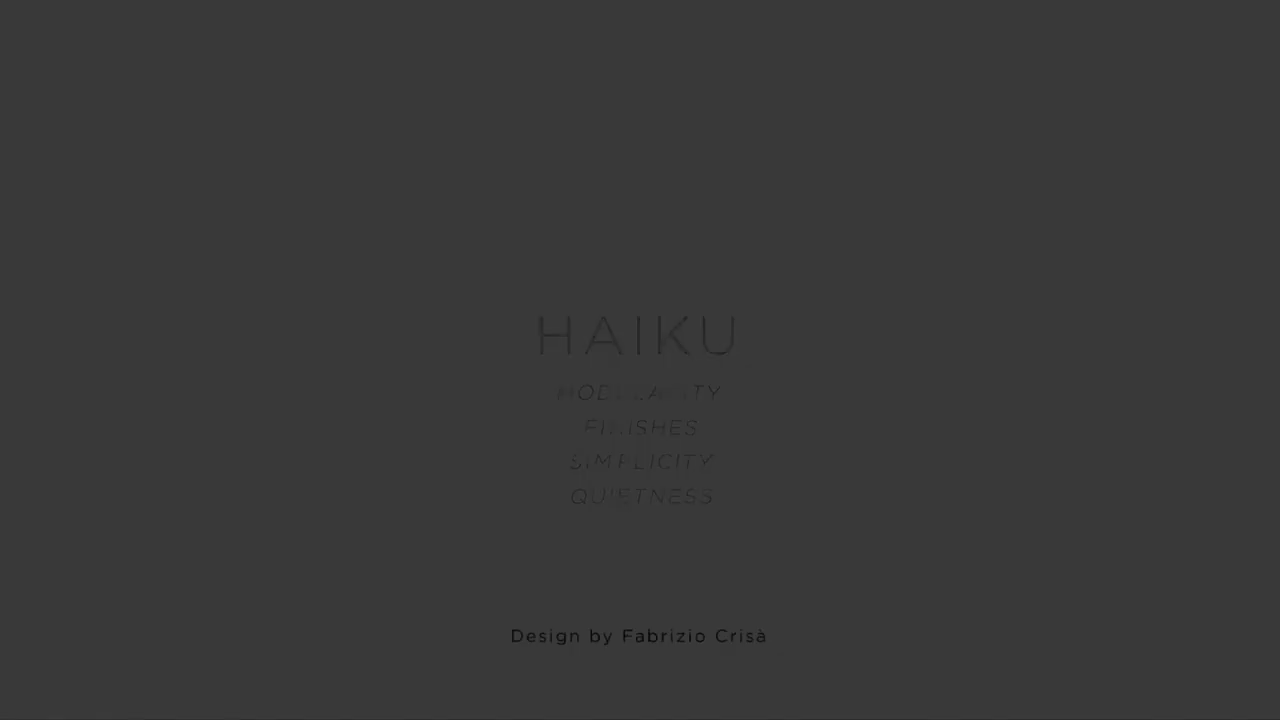 HAIKU
MODULARITY
FINISHES
SIMPLICITY
QUIETNESS
Design by Fabrizio Crisà